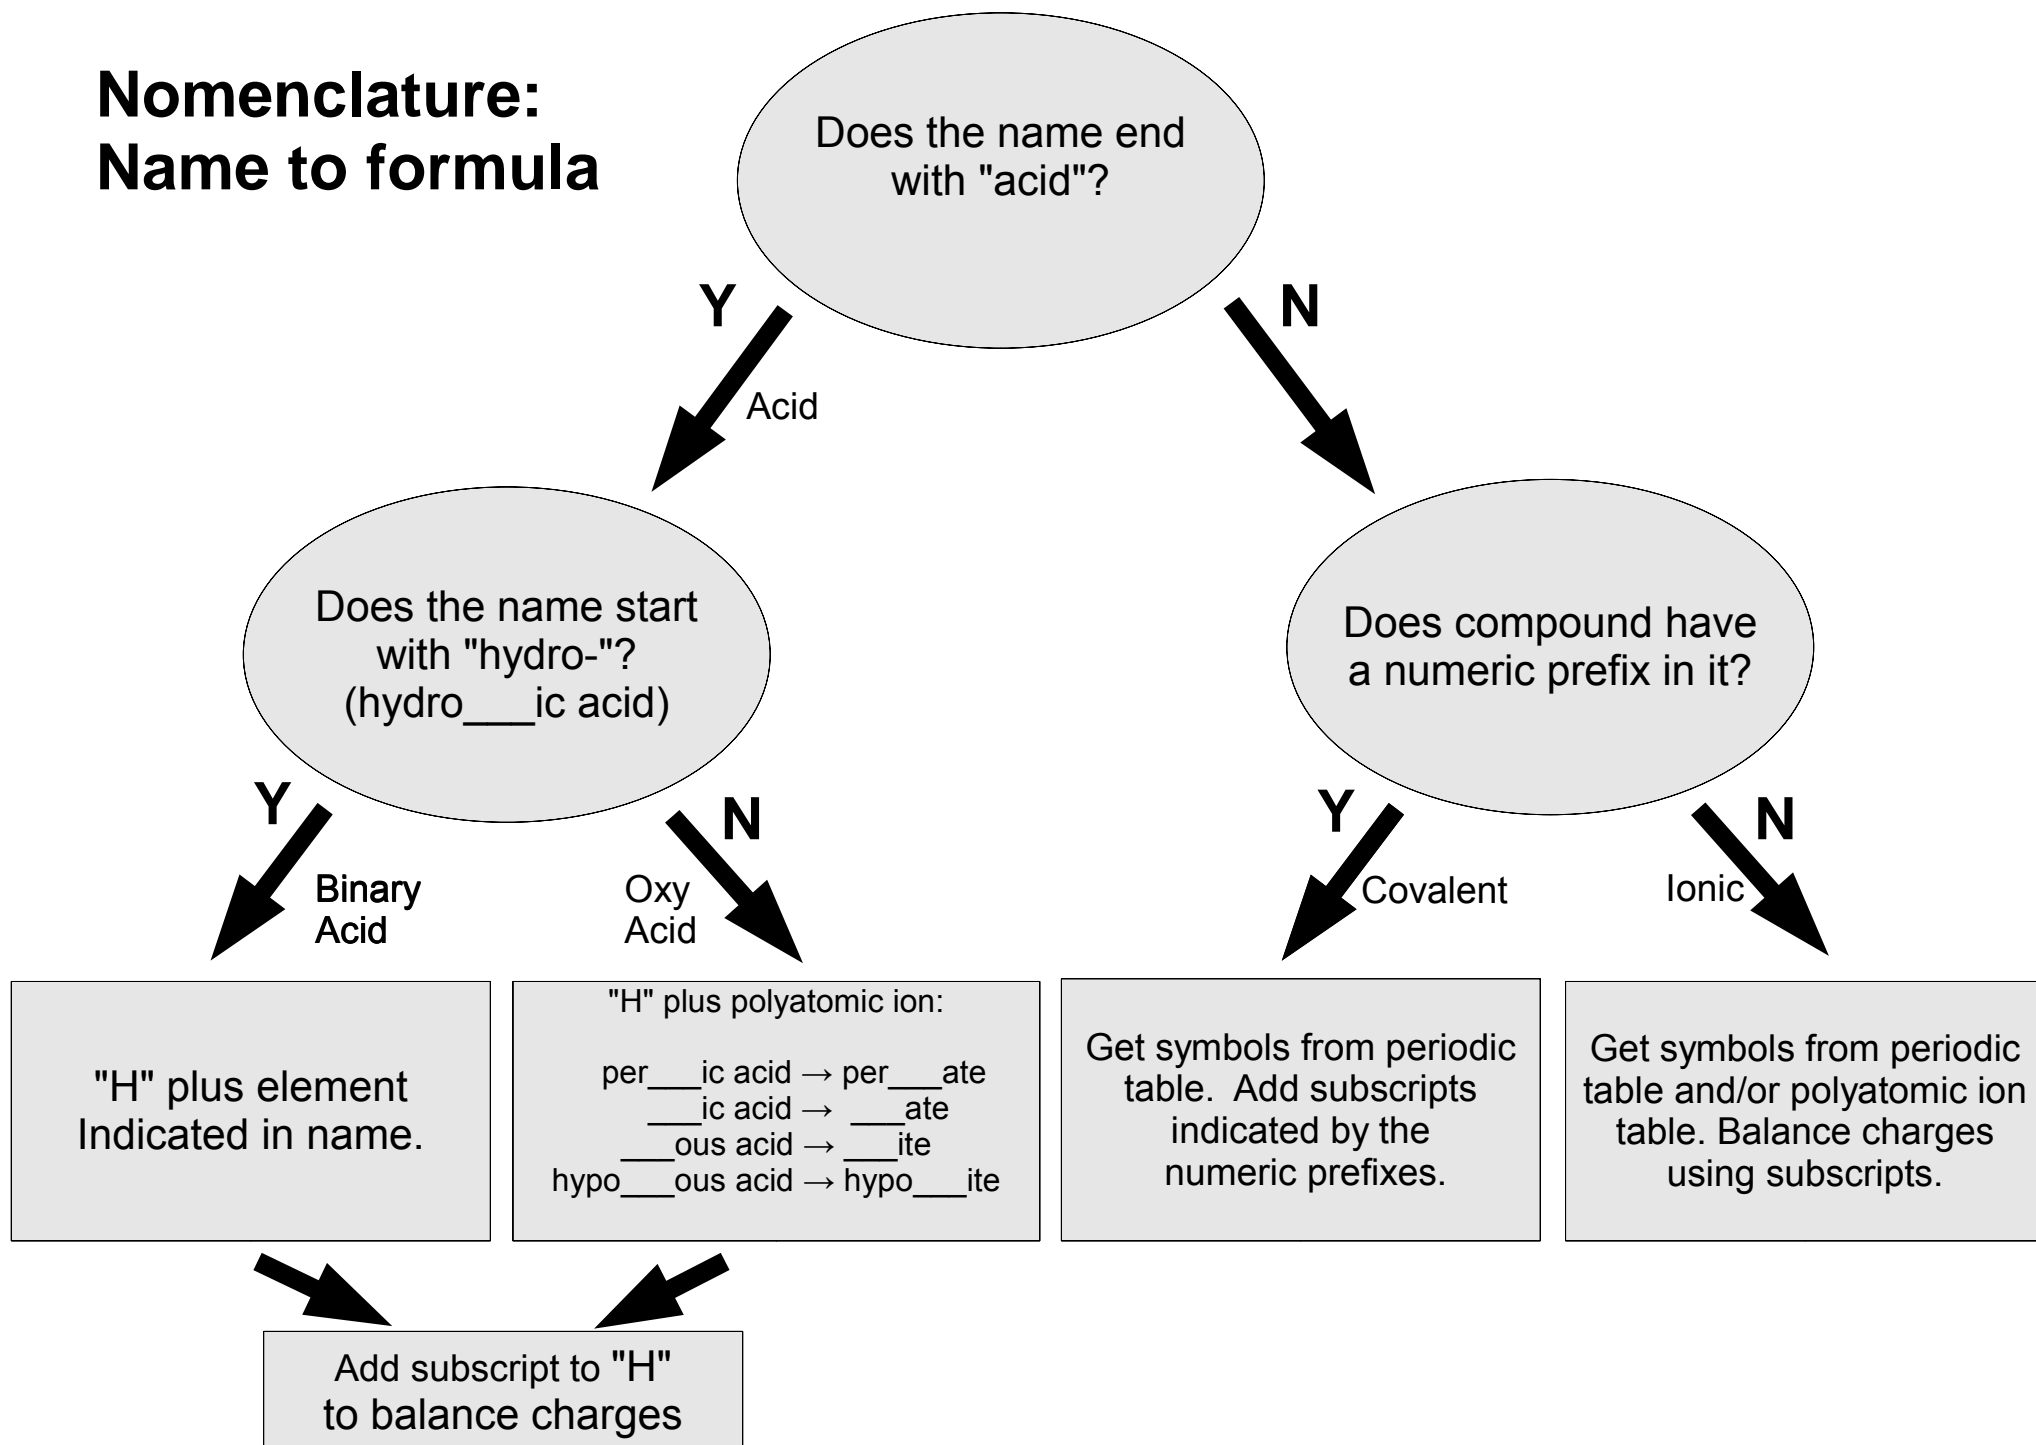 Nomenclature:
Name to formula
Does the name end
with "acid"?
Y
N
Acid
Does the name start
with "hydro-"?
(hydro___ic acid)
Does compound have
a numeric prefix in it?
Y
N
Y
N
Binary
Acid
Oxy
Acid
Covalent
Ionic
"H" plus element
Indicated in name.
"H" plus polyatomic ion:
per___ic acid → per___ate
___ic acid → ___ate
___ous acid → ___ite
hypo___ous acid → hypo___ite
Get symbols from periodic
table. Add subscripts
indicated by the
numeric prefixes.
Get symbols from periodic
table and/or polyatomic ion
table. Balance charges
using subscripts.
Add subscript to "H"
to balance charges